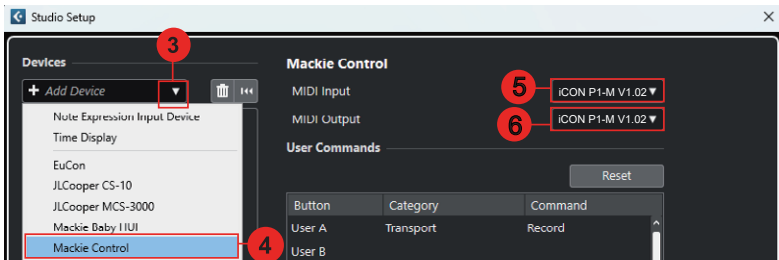 Studio Setup
3
Devices
Add Device
Note Expression Input Device
Time Display
EuCon
JLCooper CS-10
JLCooper MCS-3000
Mackie Baby HUI
Mackie Control
4
Mackie Control
MIDI Input
5
iCON P1-M V1.02
MIDI Output
6
iCON P1-M V1.02
User Commands
Reset
Button Category Command
User A Transport Record
User B